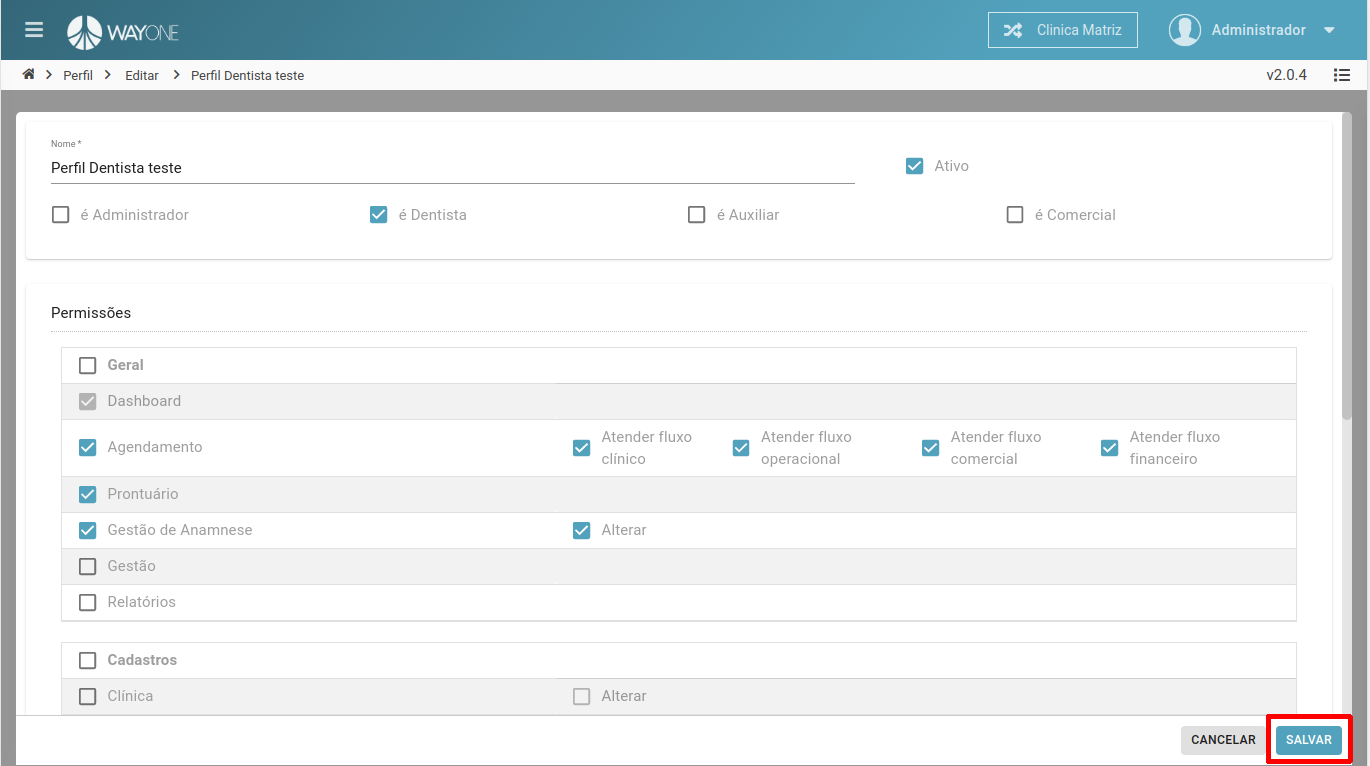 WAYONE
Clinica Matriz
Administrador
Perfil
Editar
Perfil Dentista teste
v2.0.4
Nome *
Perfil Dentista teste
Ativo
é Administrador
é Dentista
é Auxiliar
é Comercial
Permissões
Geral
Dashboard
Agendamento
Atender fluxo
clínico
Atender fluxo
operacional
Atender fluxo
comercial
Atender fluxo
financeiro
Prontuário
Gestão de Anamnese
Alterar
Gestão
Relatórios
Cadastros
Clínica
Alterar
CANCELAR
SALVAR